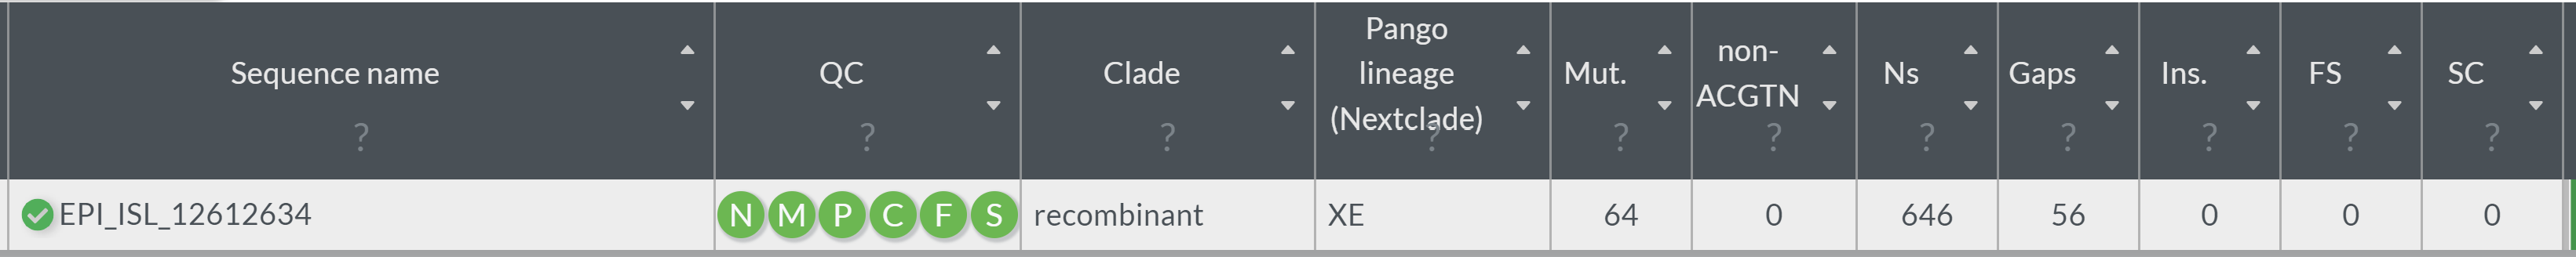 Sequence name
?
QC
?
Clade
?
Pango
lineage
(Nextclade)
?
Mut.
?
non-
ACGTN
?
Ns
?
Gaps
?
Ins.
?
FS
?
SC
?
EPI_ISL_12612634
N M P C F S
recombinant
XE
64
0
646
56
0
0
0